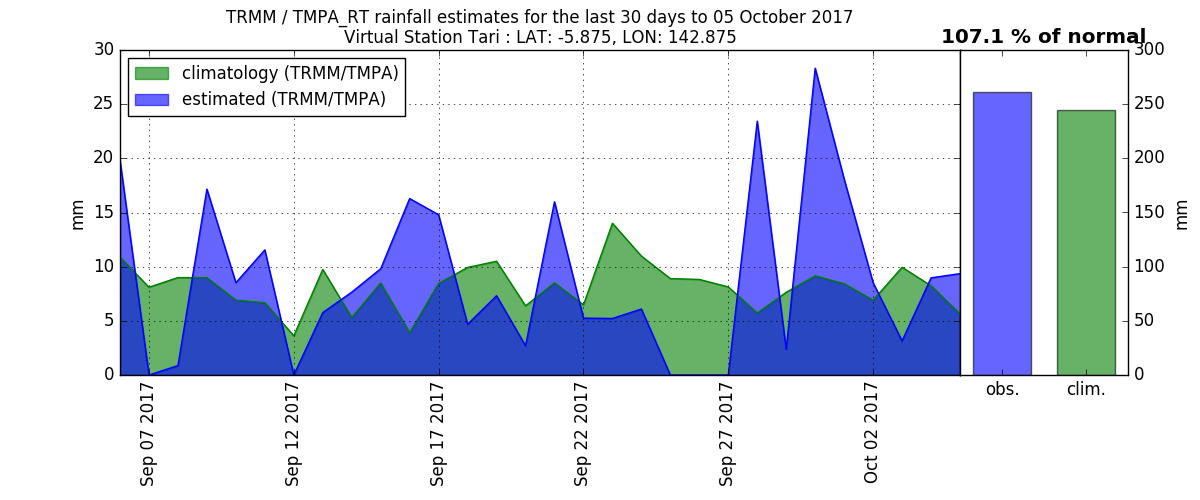 TRMM / TMPA_RT rainfall estimates for the last 30 days to 05 October 2017
Virtual Station Tari : LAT: -5.875, LON: 142.875
107.1 % of normal
climatology (TRMM/TMPA)
estimated (TRMM/TMPA)
mm
30
25
20
15
10
5
0
Sep 07 2017
Sep 12 2017
Sep 17 2017
Sep 22 2017
Sep 27 2017
Oct 02 2017
obs.
clim.
300
250
200
150
100
50
0
mm